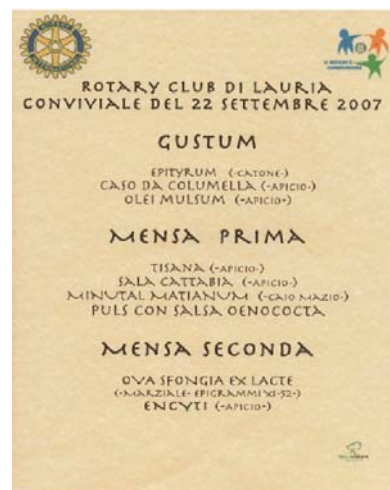 ROTARY CLUB DI LAURIA
CONVIVIALE DEL 22 SETTEMBRE 2007
GUSTUM
EPITYRUM (-CATONE-)
CASO DA COLUMELLA (-APICIO-)
OLEI MULSUM (-APICIO-)
MENSA PRIMA
TISANA (-APICIO-)
SALA CATTABIA (-APICIO-)
MINUTAL MATIANUM (-CAIO MAZIO-)
PULS CON SALSA OENOCOCTA
MENSA SECONDA
OVA SFONGIA EX LACTE
(-MARZIALE- EPIGRAMMI XI-52-)
ENCYTI (-APICIO-)